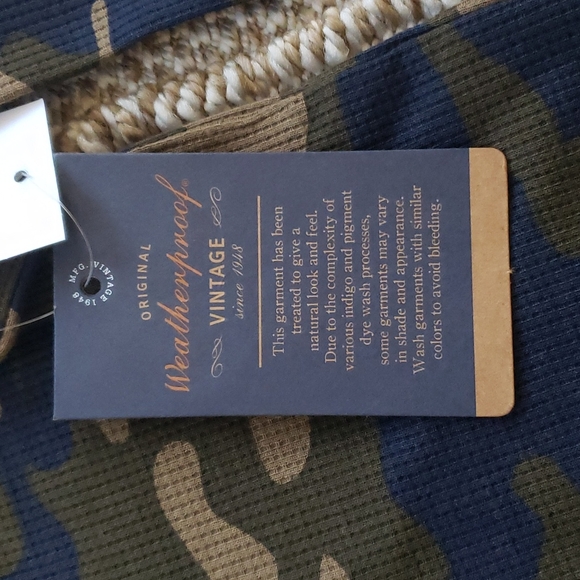 MFG. VINTAGE 1949
ORIGINAL
Weatherproof®
VINTAGE
since 1948
This garment has been
treated to give a
natural look and feel.
Due to the complexity of
various indigo and pigment
dye wash processes,
some garments may vary
in shade and appearance.
Wash garments with similar
colors to avoid bleeding.